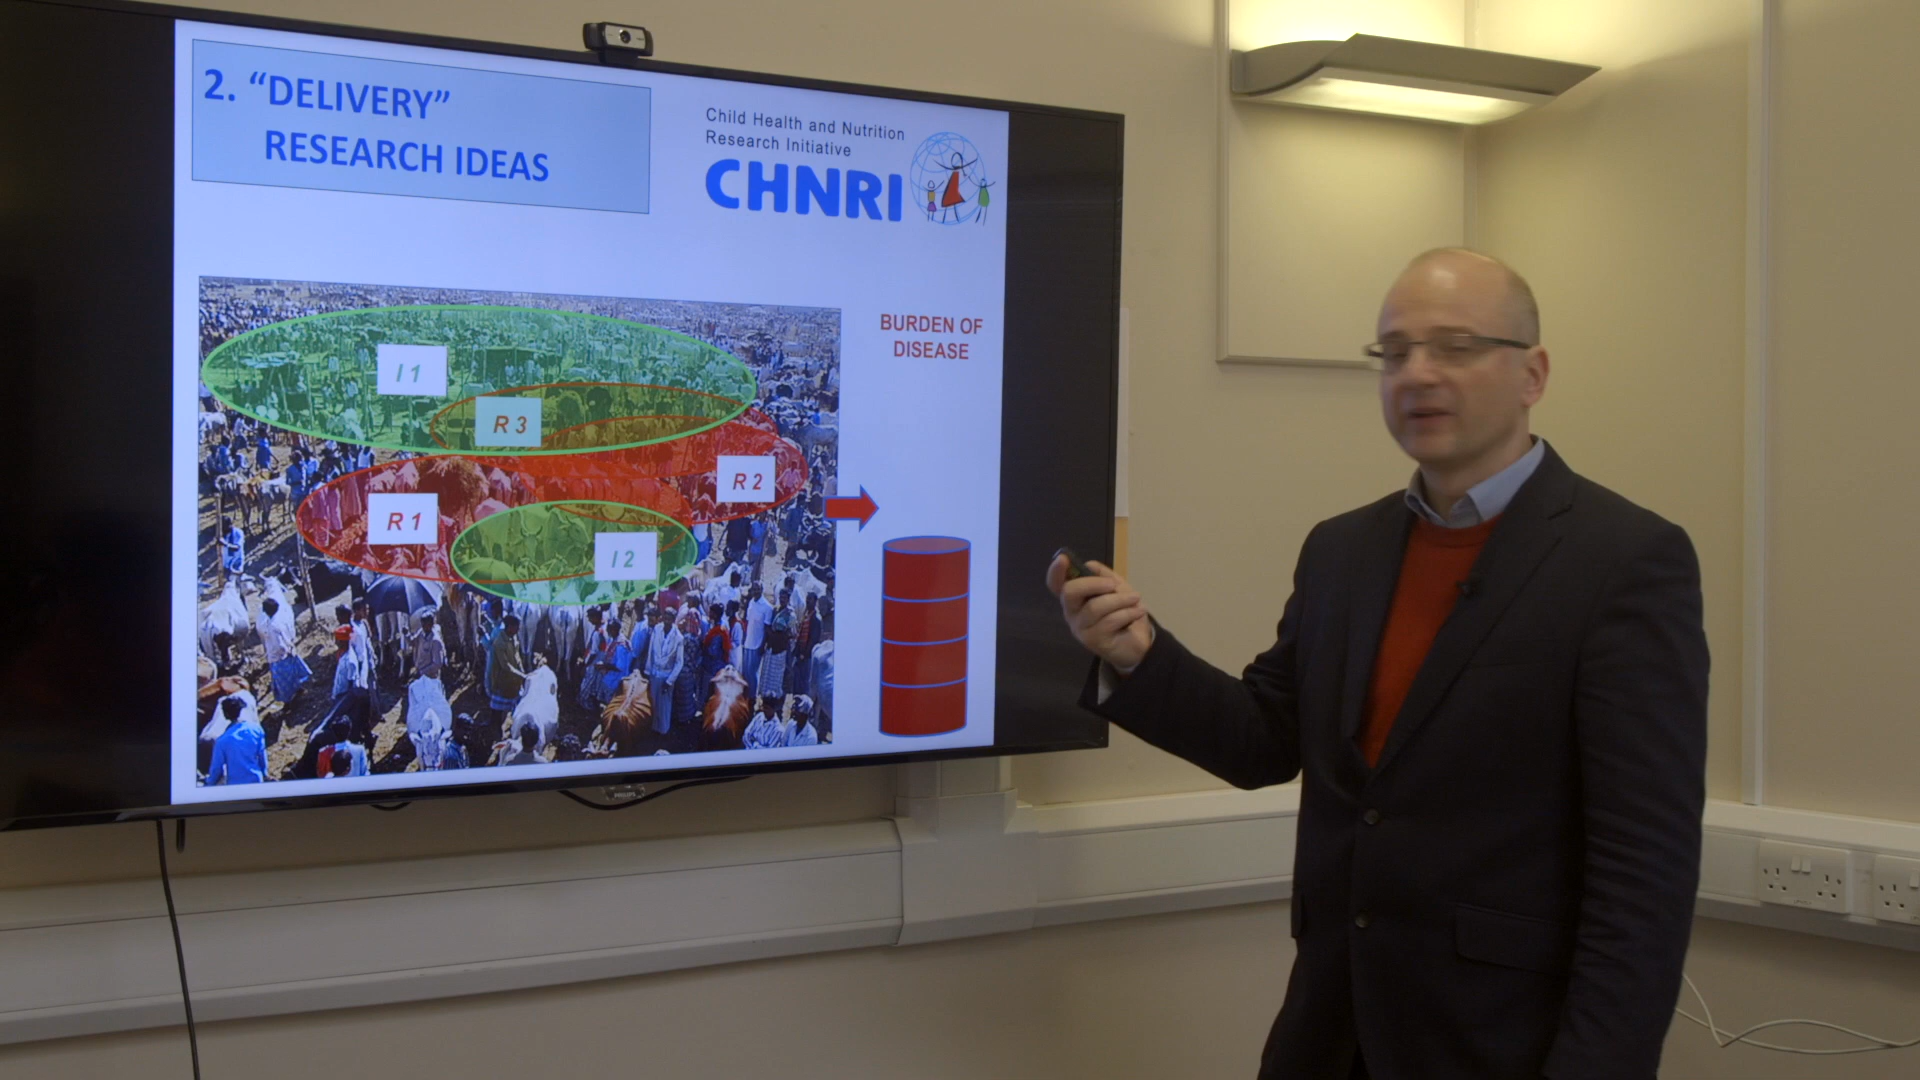 2. “DELIVERY”
RESEARCH IDEAS
Child Health and Nutrition
Research Initiative
CHNRI
BURDEN OF
DISEASE
I 1
R 3
R 2
R 1
I 2
PHILIPS